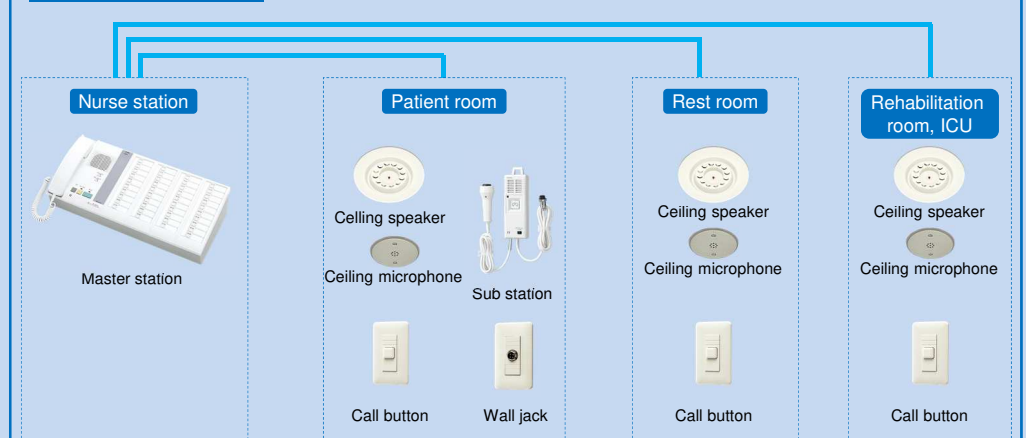 Nurse station
Patient room
Rest room
Rehabilitation
room, ICU
Celling speaker
Ceiling speaker
Ceiling speaker
Ceiling microphone
Ceiling microphone
Ceiling microphone
Master station
Sub station
Call button
Wall jack
Call button
Call button